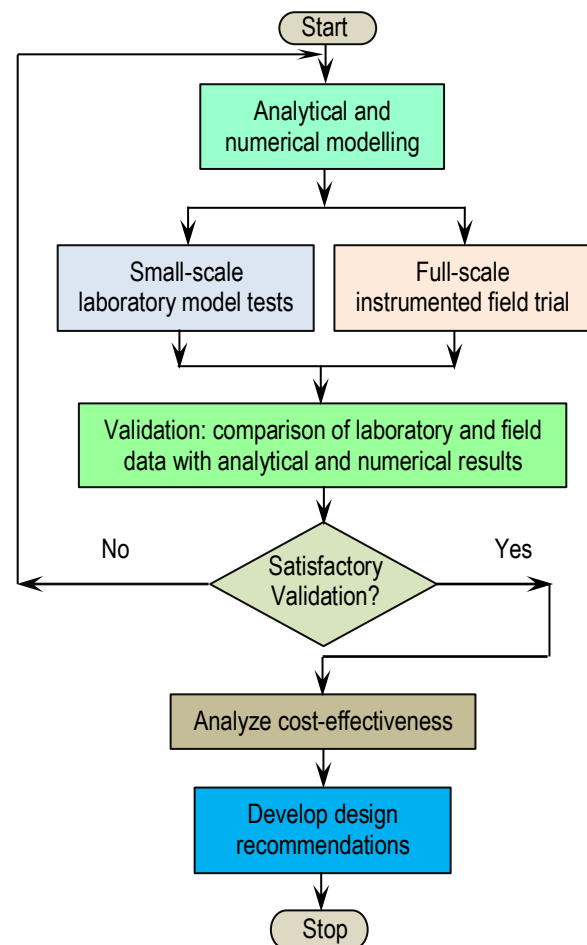 Start
Analytical and
numerical modelling
Small-scale
laboratory model tests
Full-scale
instrumented field trial
Validation: comparison of laboratory and field
data with analytical and numerical results
No
Yes
Satisfactory
Validation?
Analyze cost-effectiveness
Develop design
recommendations
Stop